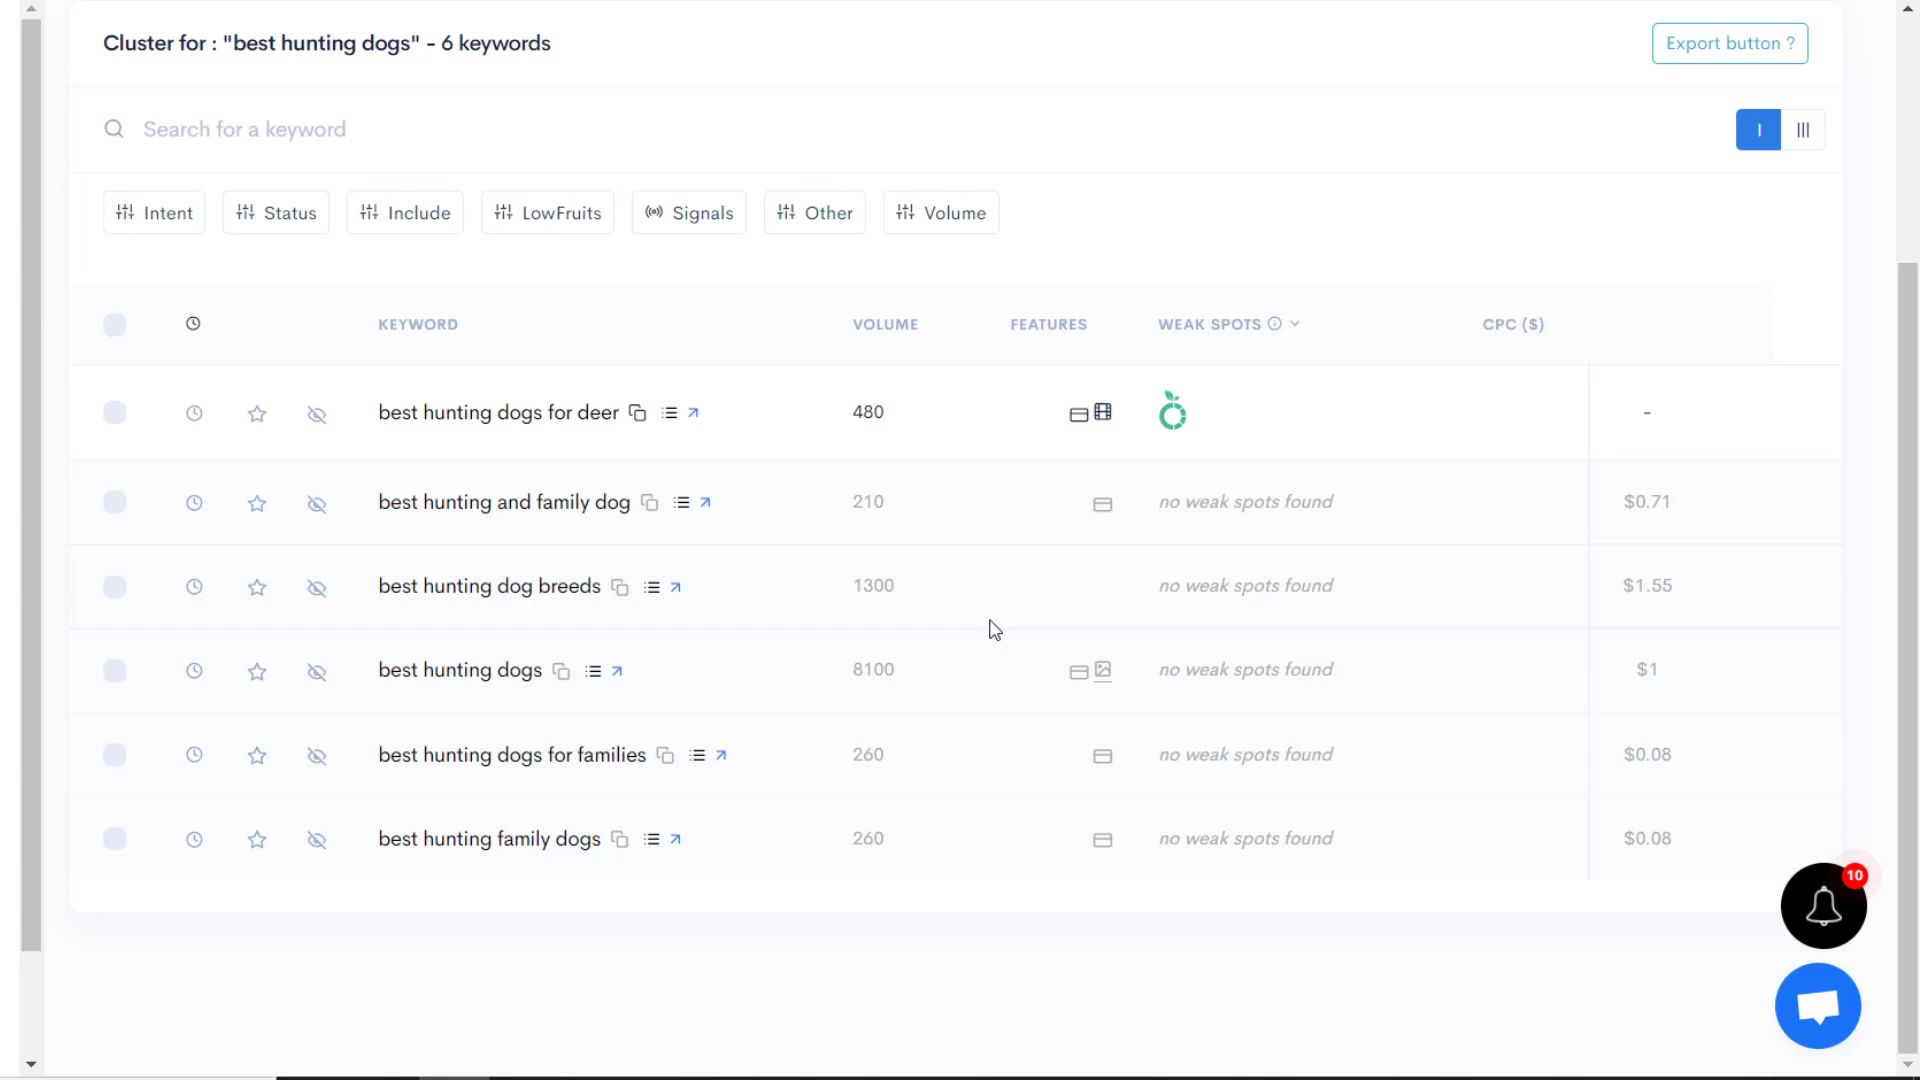 Cluster for : "best hunting dogs" - 6 keywords
Export button ?
Search for a keyword
Intent Status Include LowFruits Signals Other Volume
KEYWORD VOLUME FEATURES WEAK SPOTS CPC ($)
best hunting dogs for deer 480 -
best hunting and family dog 210 no weak spots found $0.71
best hunting dog breeds 1300 no weak spots found $1.55
best hunting dogs 8100 no weak spots found $1
best hunting dogs for families 260 no weak spots found $0.08
best hunting family dogs 260 no weak spots found $0.08
10